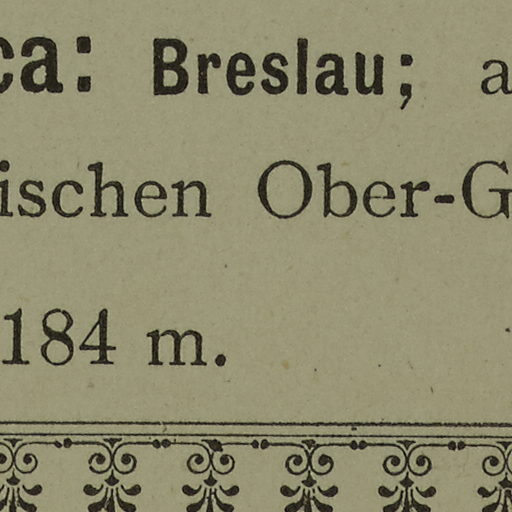 ca: Breslau; a
ischen Ober-G
184 m.